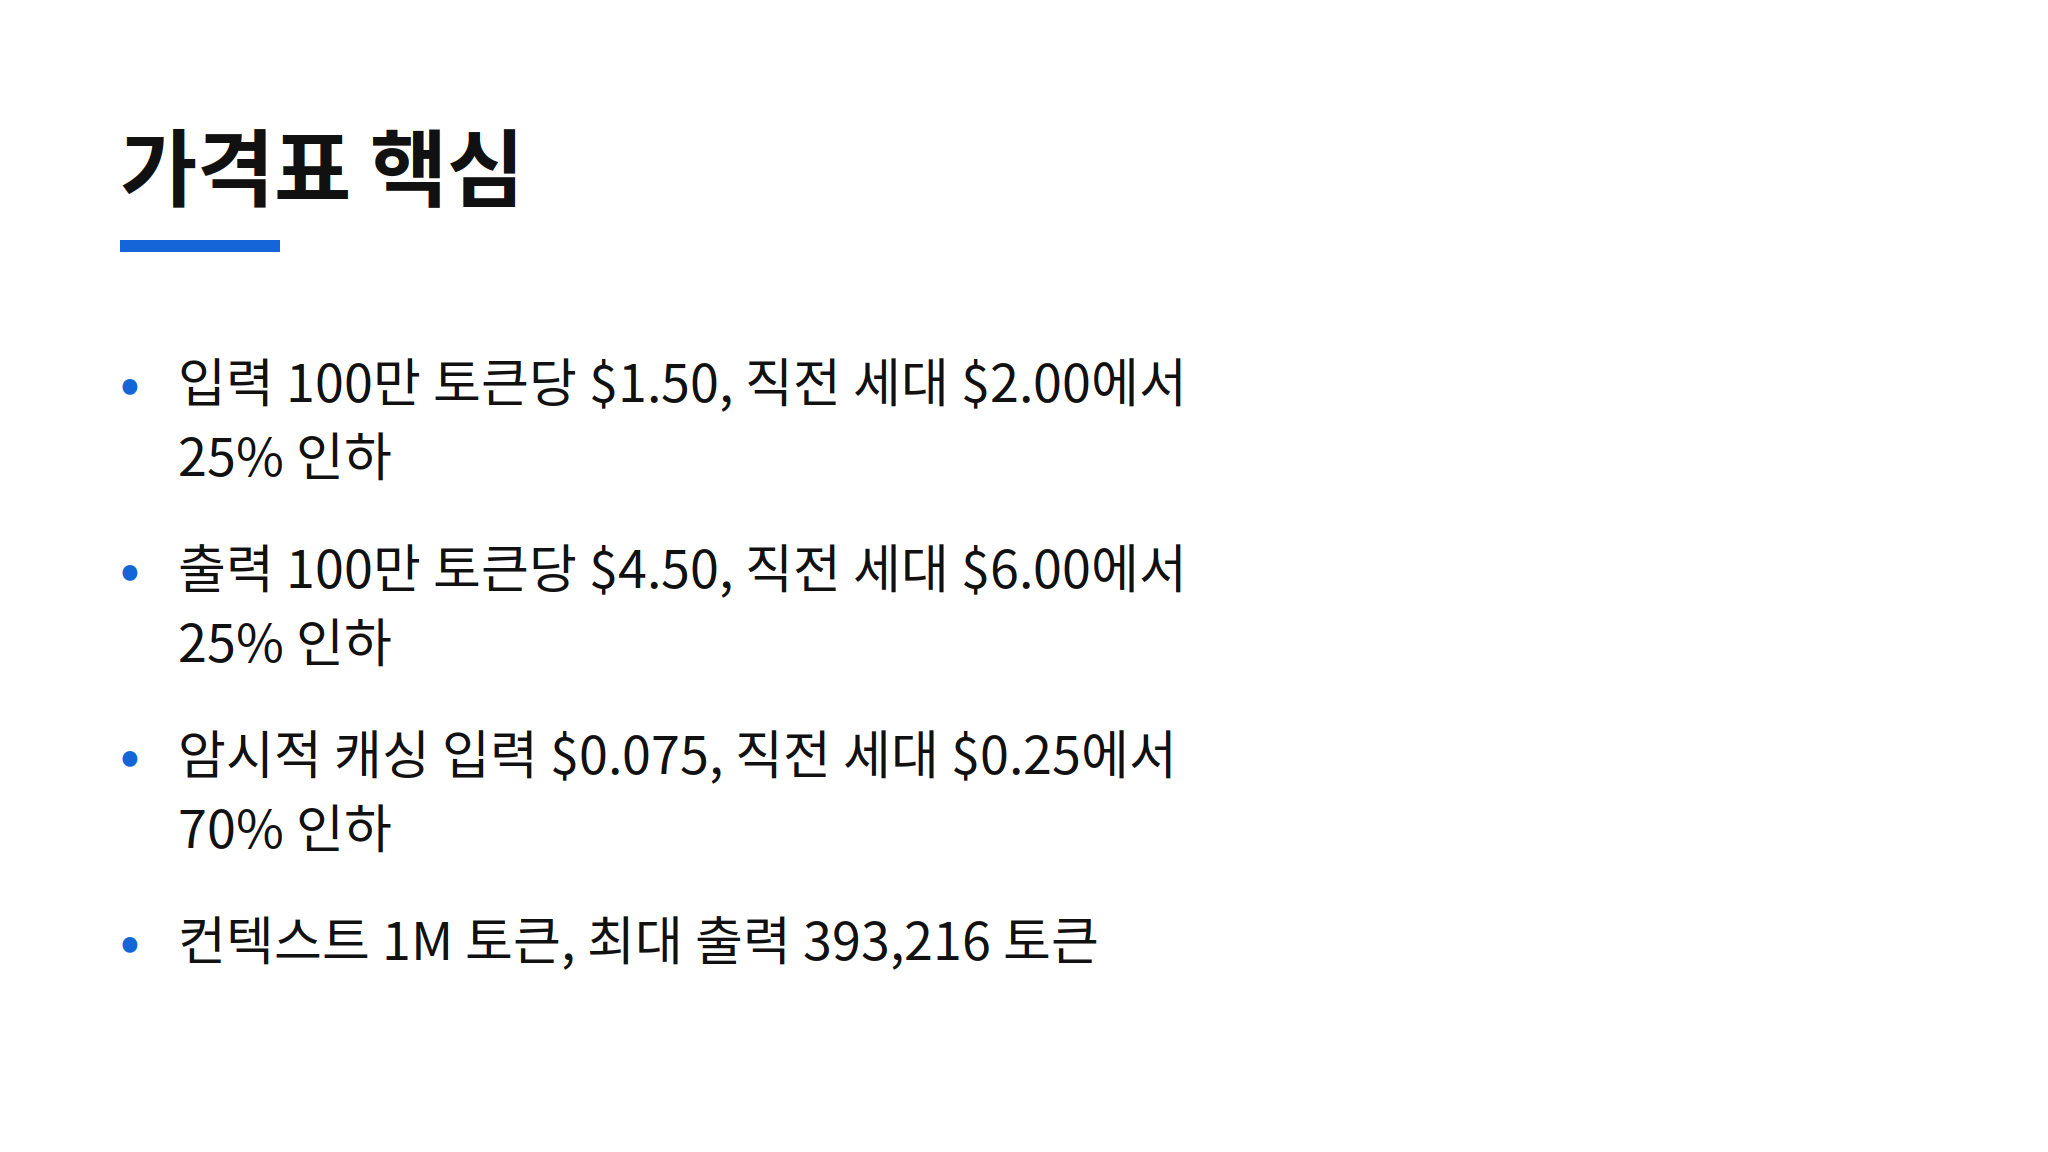 가격표 핵심
• 입력 100만 토큰당 $1.50, 직전 세대 $2.00에서
25% 인하
• 출력 100만 토큰당 $4.50, 직전 세대 $6.00에서
25% 인하
• 암시적 캐싱 입력 $0.075, 직전 세대 $0.25에서
70% 인하
• 컨텍스트 1M 토큰, 최대 출력 393,216 토큰